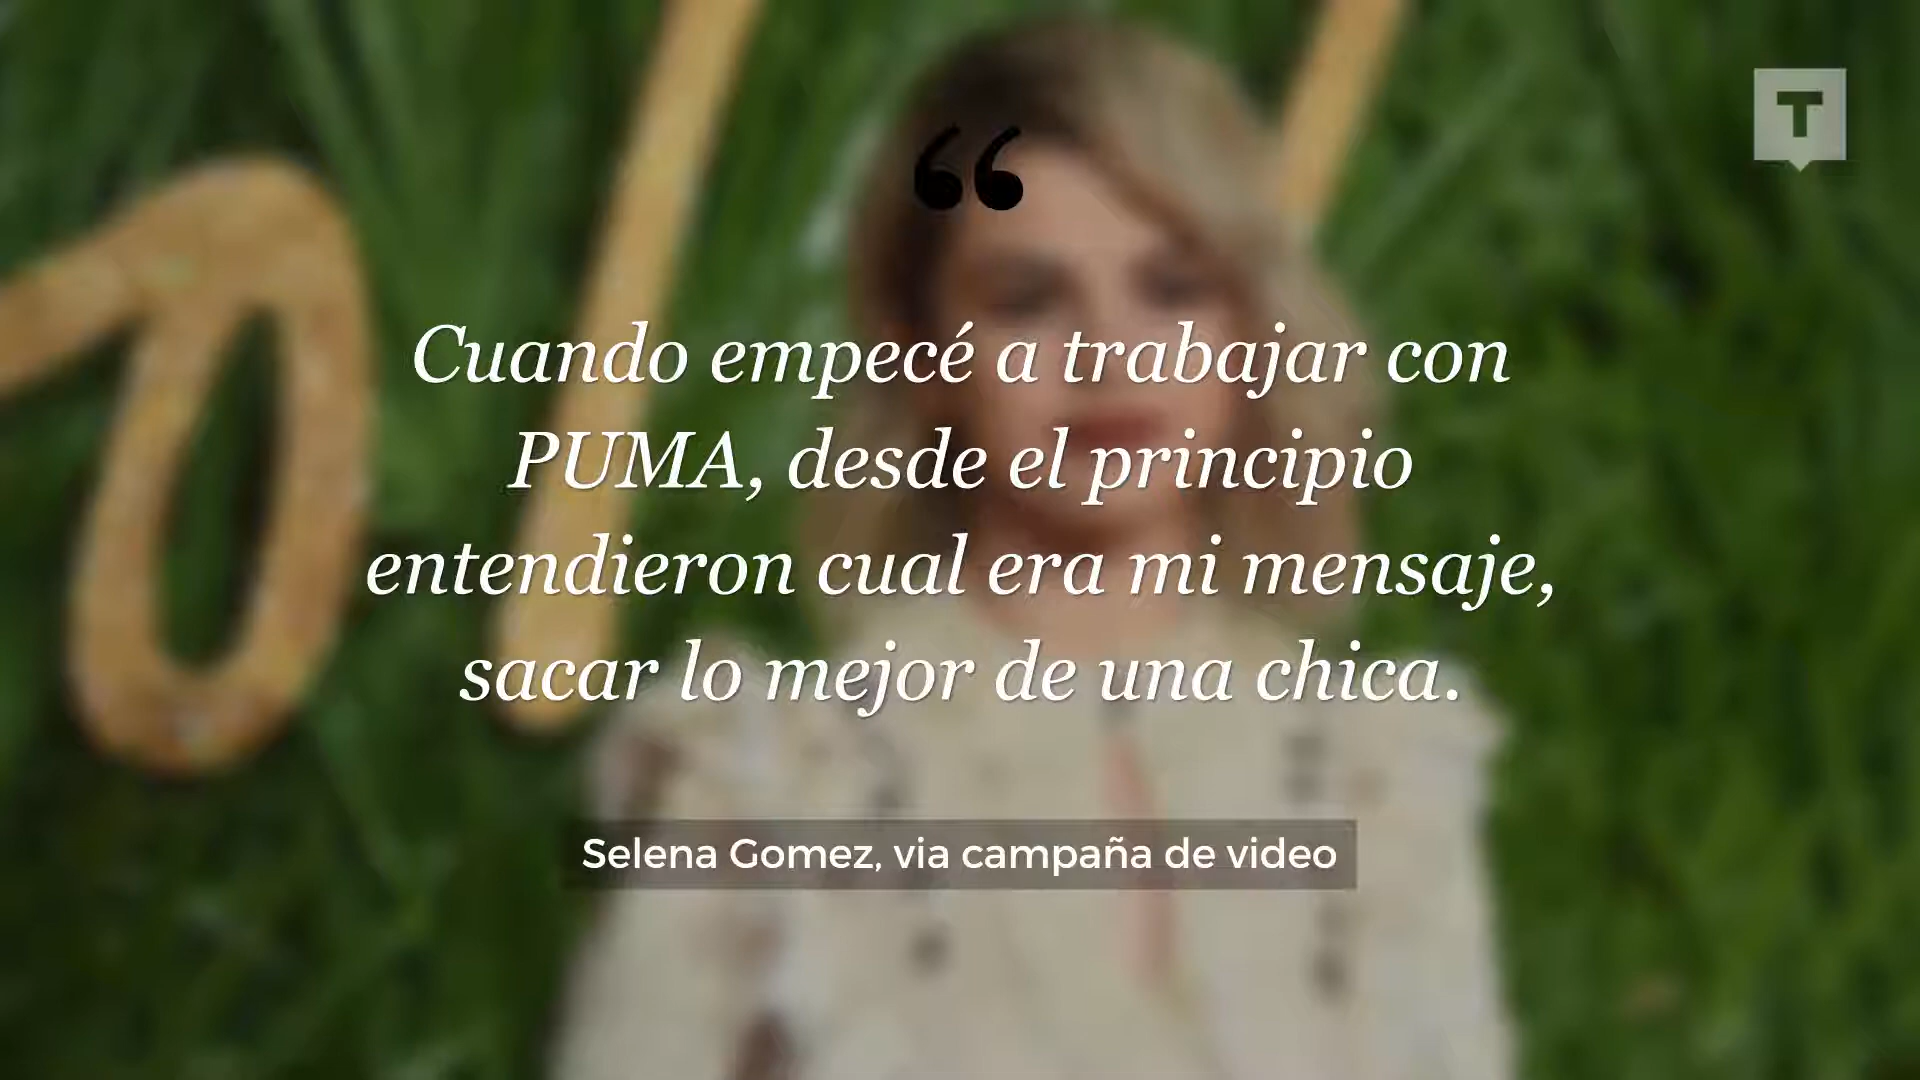 “
Cuando empecé a trabajar con
PUMA, desde el principio
entendieron cual era mi mensaje,
sacar lo mejor de una chica.
Selena Gomez, via campaña de video
T